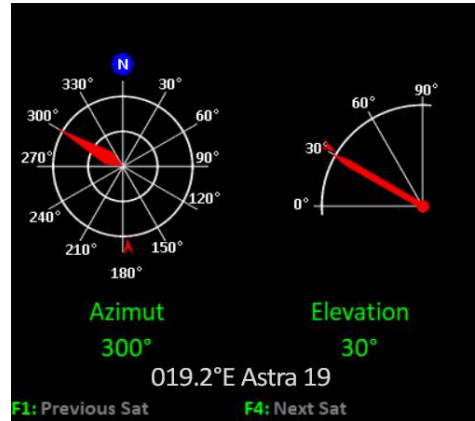 N
330° 30°
300° 60°
270° 90°
240° 120°
210° 150°
180°
90°
60°
30°
0°
Azimut Elevation
300° 30°
019.2°E Astra 19
F1: Previous Sat F4: Next Sat